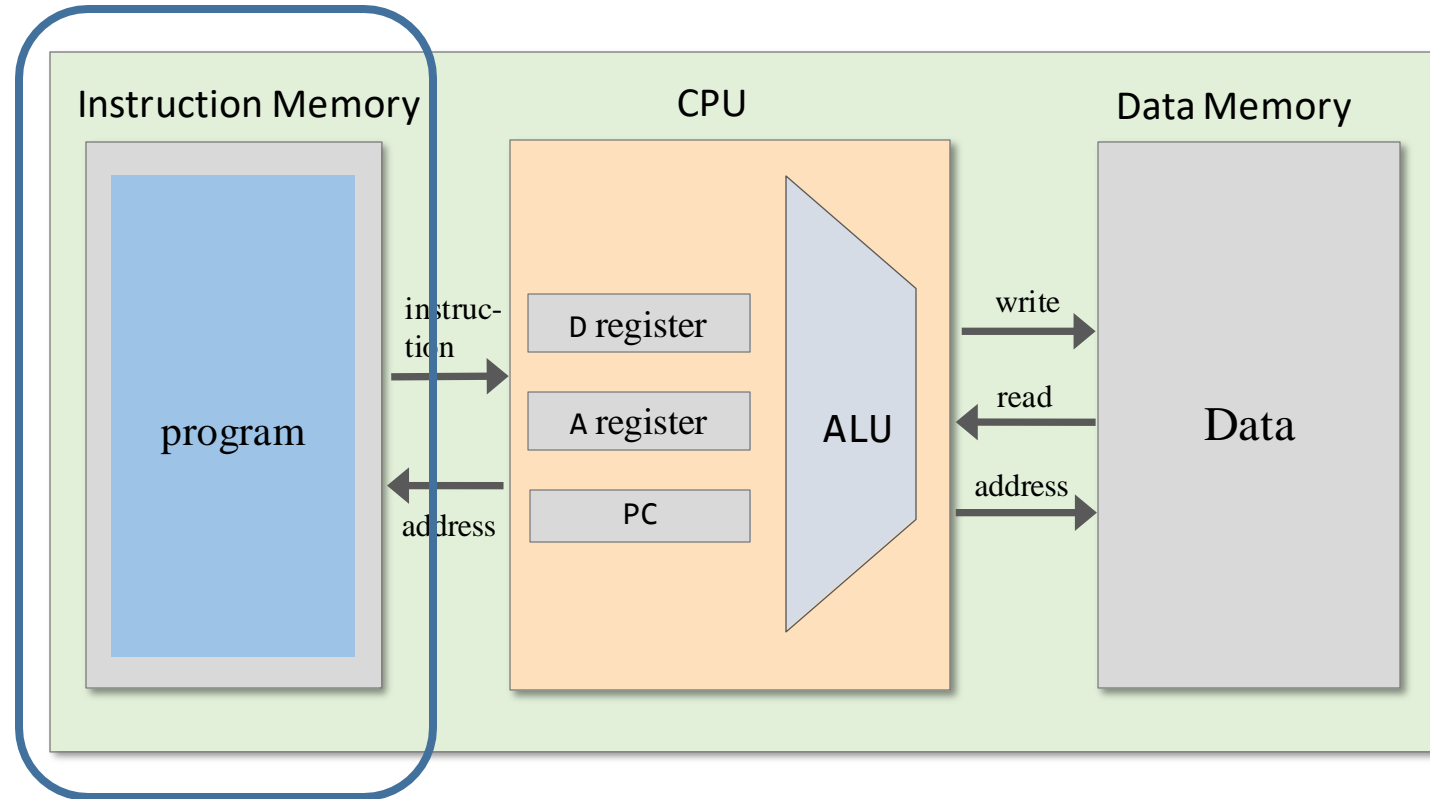 Instruction Memory
CPU
Data Memory
program
instruc-
tion
address
D register
A register
PC
ALU
write
read
address
Data